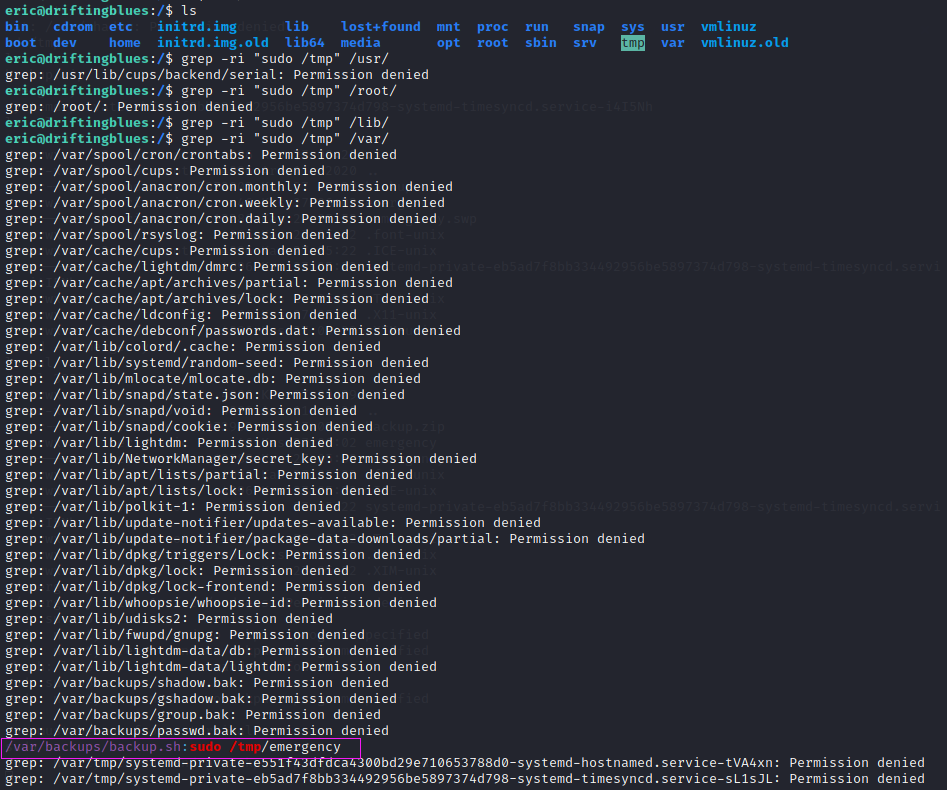 eric@driftingblues:/$ ls
bin cdrom etc initrd.img lib lost+found mnt proc run snap sys usr vmlinuz
boot dev home initrd.img.old lib64 media opt root sbin srv tmp var vmlinuz.old
eric@driftingblues:/$ grep -ri "sudo /tmp" /usr/
grep: /usr/lib/cups/backend/serial: Permission denied
eric@driftingblues:/$ grep -ri "sudo /tmp" /root/
grep: /root/: Permission denied
eric@driftingblues:/$ grep -ri "sudo /tmp" /lib/
eric@driftingblues:/$ grep -ri "sudo /tmp" /var/
grep: /var/spool/cron/crontabs: Permission denied
grep: /var/spool/cups: Permission denied
grep: /var/spool/anacron/cron.monthly: Permission denied
grep: /var/spool/anacron/cron.weekly: Permission denied
grep: /var/spool/anacron/cron.daily: Permission denied
grep: /var/spool/rsyslog: Permission denied
grep: /var/cache/cups: Permission denied
grep: /var/cache/lightdm/dmrc: Permission denied
grep: /var/cache/apt/archives/partial: Permission denied
grep: /var/cache/apt/archives/lock: Permission denied
grep: /var/cache/ldconfig: Permission denied
grep: /var/cache/debconf/passwords.dat: Permission denied
grep: /var/lib/colord/.cache: Permission denied
grep: /var/lib/systemd/random-seed: Permission denied
grep: /var/lib/mlocate/mlocate.db: Permission denied
grep: /var/lib/snapd/state.json: Permission denied
grep: /var/lib/snapd/void: Permission denied
grep: /var/lib/snapd/cookie: Permission denied
grep: /var/lib/lightdm: Permission denied
grep: /var/lib/NetworkManager/secret_key: Permission denied
grep: /var/lib/apt/lists/partial: Permission denied
grep: /var/lib/apt/lists/lock: Permission denied
grep: /var/lib/polkit-1: Permission denied
grep: /var/lib/update-notifier/updates-available: Permission denied
grep: /var/lib/update-notifier/package-data-downloads/partial: Permission denied
grep: /var/lib/dpkg/triggers/Lock: Permission denied
grep: /var/lib/dpkg/lock: Permission denied
grep: /var/lib/dpkg/lock-frontend: Permission denied
grep: /var/lib/whoopsie/whoopsie-id: Permission denied
grep: /var/lib/udisks2: Permission denied
grep: /var/lib/fwupd/gnupg: Permission denied
grep: /var/lib/lightdm-data/db: Permission denied
grep: /var/lib/lightdm-data/lightdm: Permission denied
grep: /var/backups/shadow.bak: Permission denied
grep: /var/backups/gshadow.bak: Permission denied
grep: /var/backups/group.bak: Permission denied
grep: /var/backups/passwd.bak: Permission denied
/var/backups/backup.sh:sudo /tmp/emergency
grep: /var/tmp/systemd-private-e551f43dfdca4300bd29e710653788d0-systemd-hostnamed.service-tVA4xn: Permission denied
grep: /var/tmp/systemd-private-eb5ad7f8bb334492956be5897374d798-systemd-timesyncd.service-sL1sJL: Permission denied